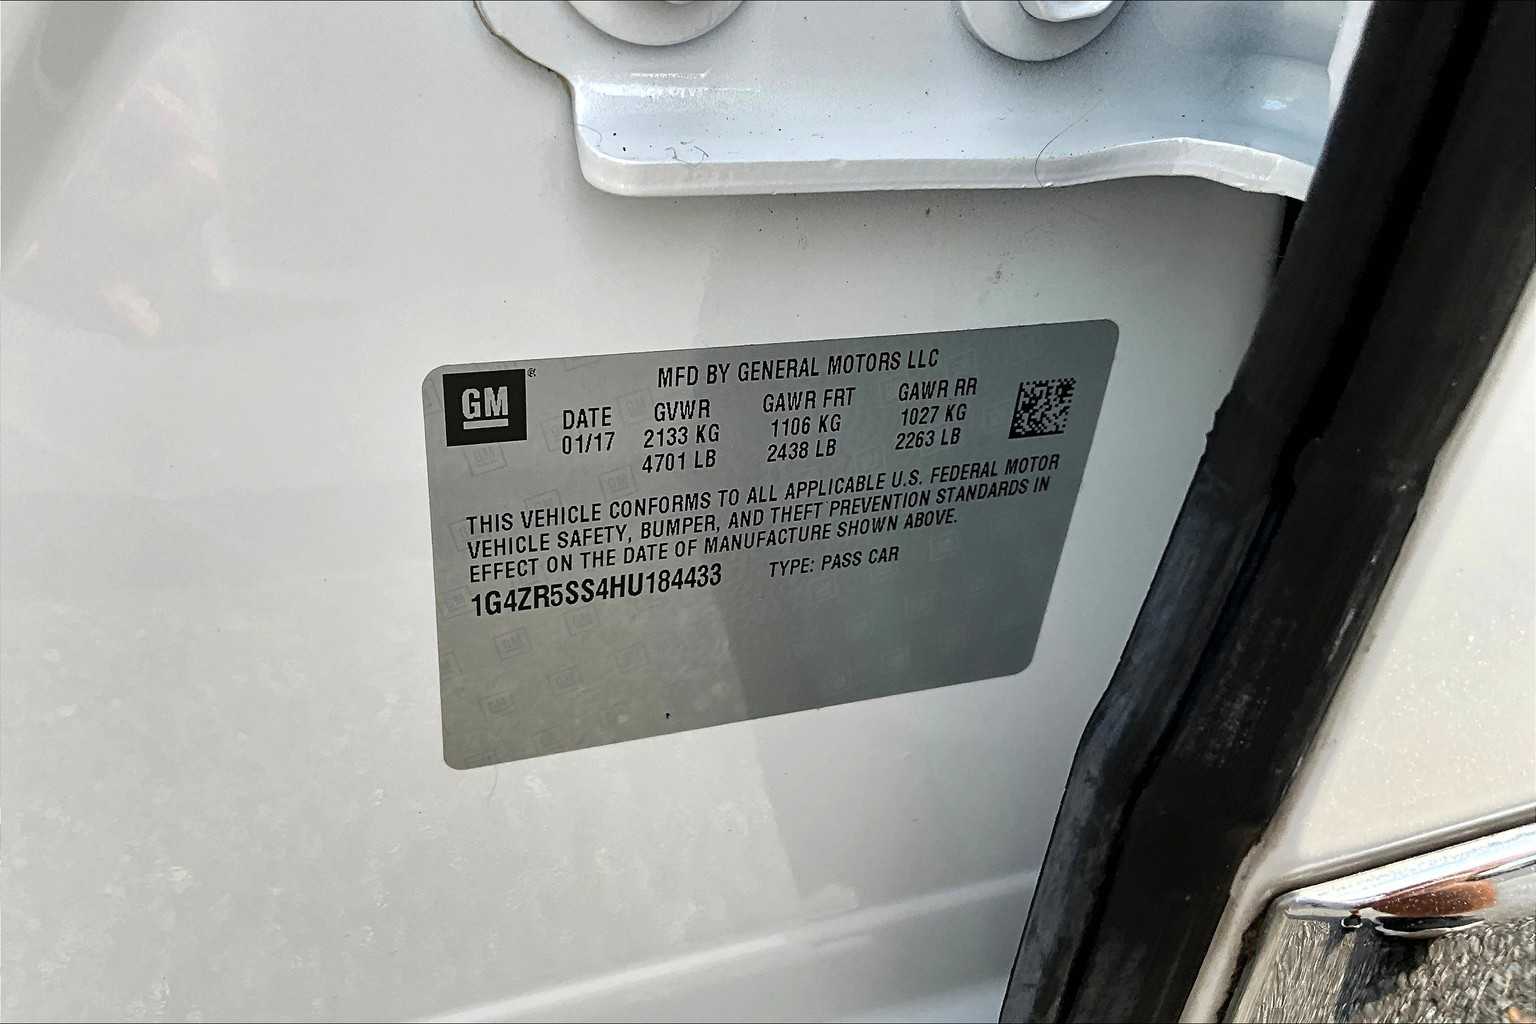 GM
MFD BY GENERAL MOTORS LLC
DATE GVWR GAWR FRT GAWR RR
01/17 2133 KG 1106 KG 1027 KG
4701 LB 2438 LB 2263 LB
THIS VEHICLE CONFORMS TO ALL APPLICABLE U.S. FEDERAL MOTOR
VEHICLE SAFETY, BUMPER, AND THEFT PREVENTION STANDARDS IN
EFFECT ON THE DATE OF MANUFACTURE SHOWN ABOVE.
1G4ZR5SS4HU184433 TYPE: PASS CAR